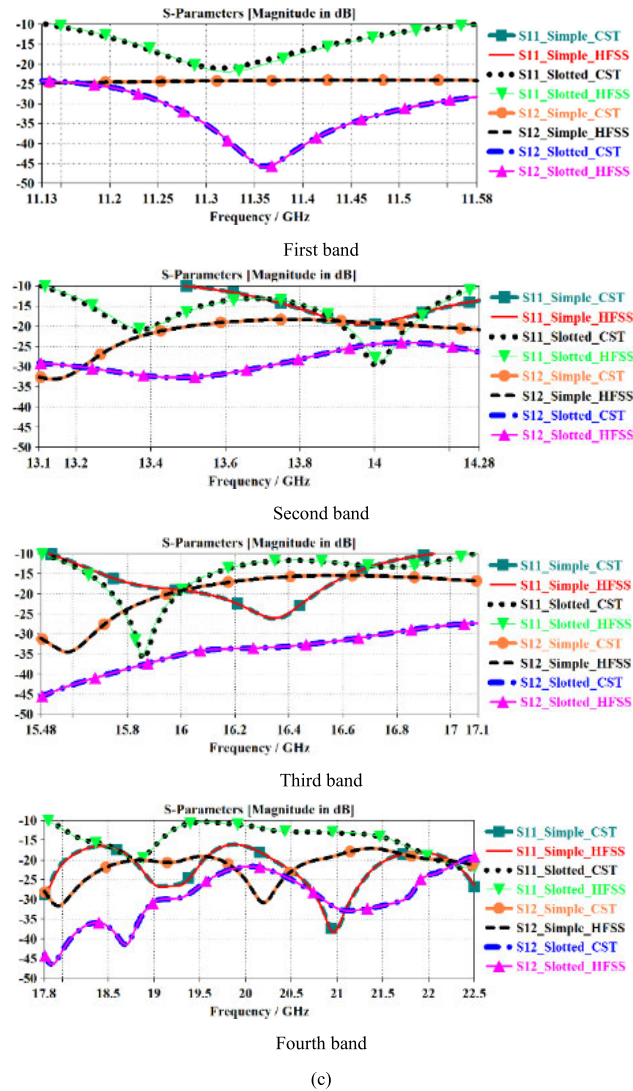 S-Parameters [Magnitude in dB]
-10
-15
-20
-25
-30
-35
-40
-45
-50
11.13 11.2 11.25 11.3 11.35 11.4 11.45 11.5 11.58
Frequency / GHz
S11_Simple_CST
S11_Simple_HFSS
S11_Slotted_CST
S11_Slotted_HFSS
S12_Simple_CST
S12_Simple_HFSS
S12_Slotted_CST
S12_Slotted_HFSS
First band
S-Parameters [Magnitude in dB]
-10
-15
-20
-25
-30
-35
-40
-45
-50
13.1 13.2 13.4 13.6 13.8 14 14.28
Frequency / GHz
S11_Simple_CST
S11_Simple_HFSS
S11_Slotted_CST
S11_Slotted_HFSS
S12_Simple_CST
S12_Simple_HFSS
S12_Slotted_CST
S12_Slotted_HFSS
Second band
S-Parameters [Magnitude in dB]
-10
-15
-20
-25
-30
-35
-40
-45
-50
15.48 15.8 16 16.2 16.4 16.6 16.8 17 17.1
Frequency / GHz
S11_Simple_CST
S11_Simple_HFSS
S11_Slotted_CST
S11_Slotted_HFSS
S12_Simple_CST
S12_Simple_HFSS
S12_Slotted_CST
S12_Slotted_HFSS
Third band
S-Parameters [Magnitude in dB]
-10
-15
-20
-25
-30
-35
-40
-45
-50
17.8 18.5 19 19.5 20 20.5 21 21.5 22 22.5
Frequency / GHz
S11_Simple_CST
S11_Simple_HFSS
S11_Slotted_CST
S11_Slotted_HFSS
S12_Simple_CST
S12_Simple_HFSS
S12_Slotted_CST
S12_Slotted_HFSS
Fourth band
(c)